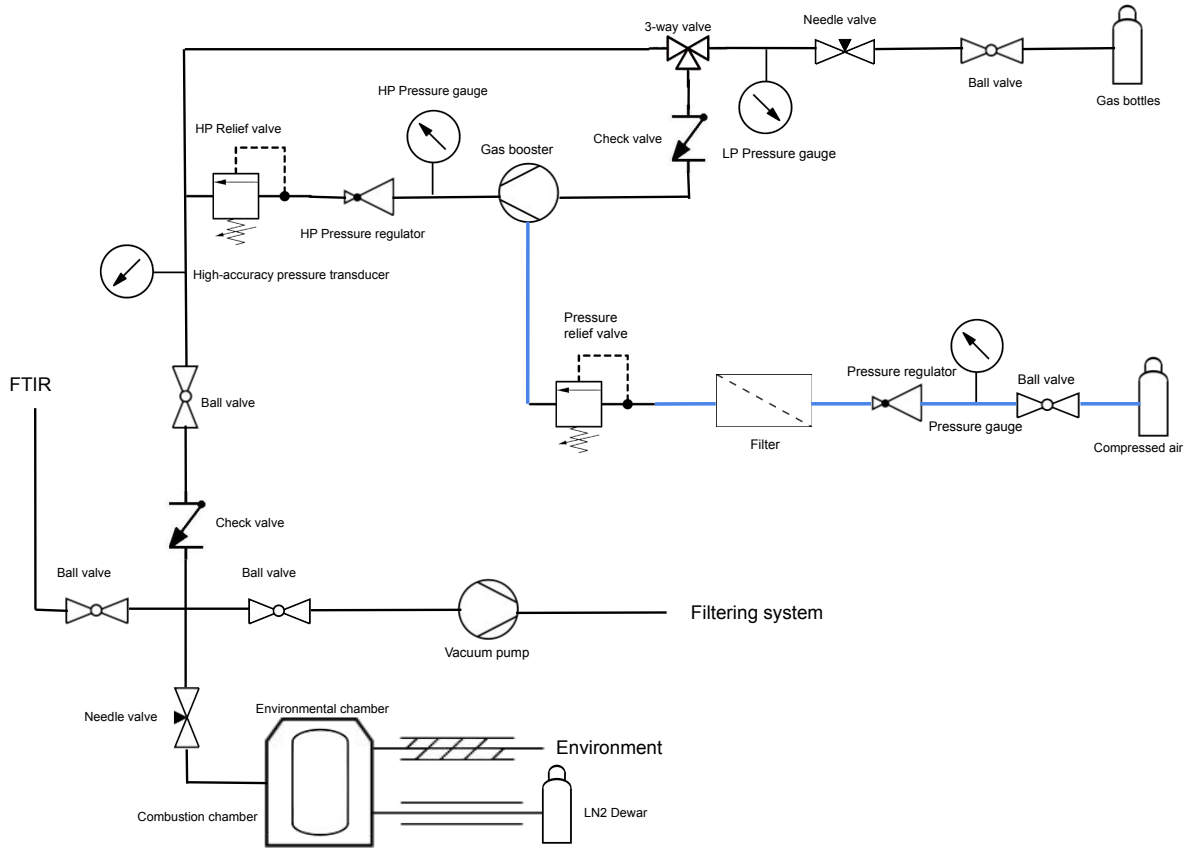 3-way valve
Needle valve
Ball valve
Gas bottles
HP Pressure gauge
HP Relief valve
Gas booster
Check valve
LP Pressure gauge
HP Pressure regulator
High-accuracy pressure transducer
Pressure
relief valve
Pressure regulator
Ball valve
FTIR
Ball valve
Filter
Pressure gauge
Compressed air
Check valve
Ball valve
Ball valve
Filtering system
Vacuum pump
Needle valve
Environmental chamber
Environment
Combustion chamber
LN2 Dewar